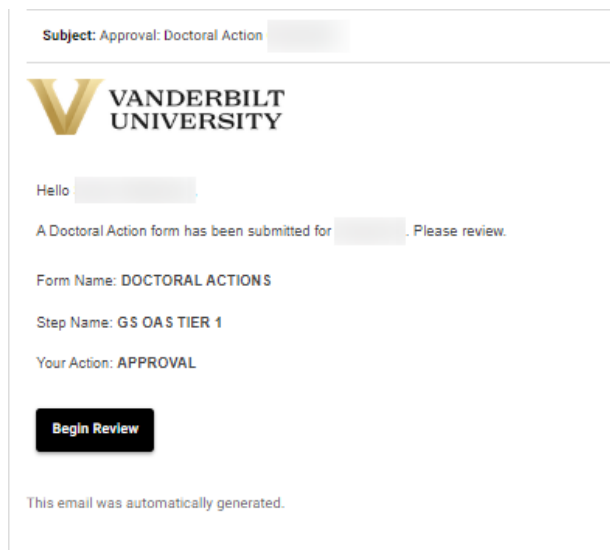 Subject: Approval: Doctoral Action
VANDERBILT
UNIVERSITY
Hello
A Doctoral Action form has been submitted for . Please review.
Form Name: DOCTORAL ACTIONS
Step Name: GS OAS TIER 1
Your Action: APPROVAL
Begin Review
This email was automatically generated.